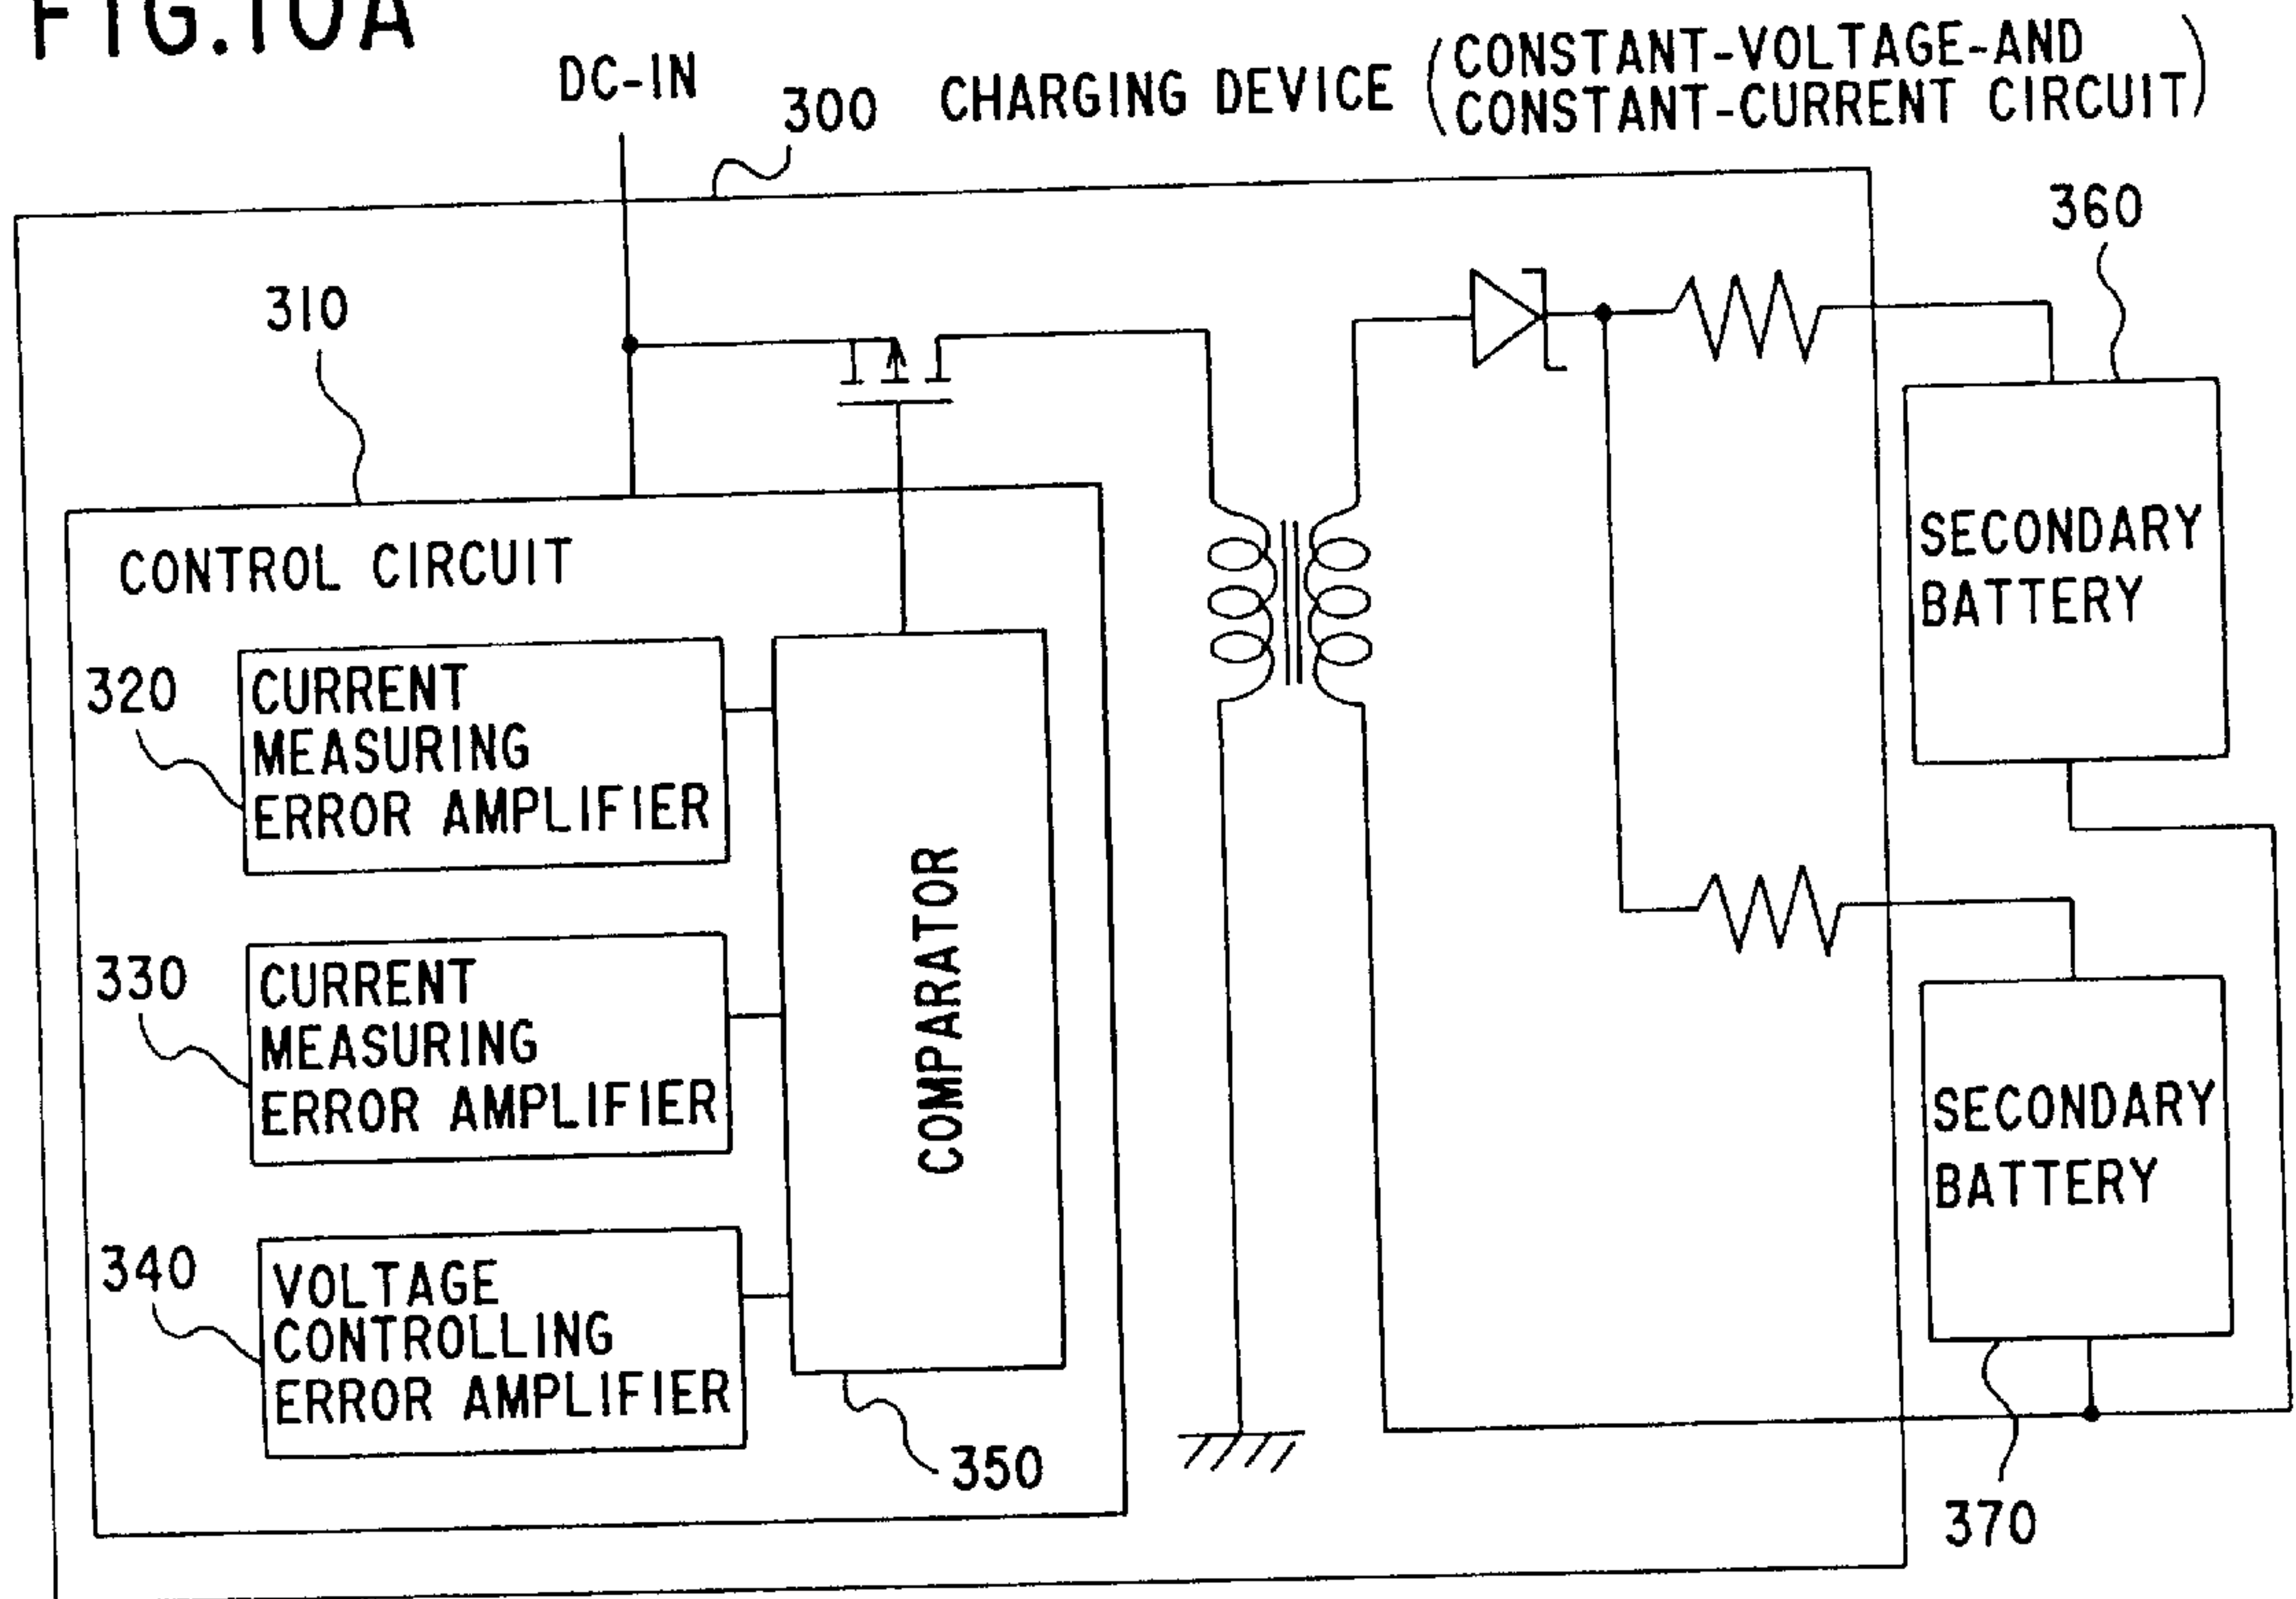 FIG.10A
DC-IN
300 CHARGING DEVICE (CONSTANT-VOLTAGE-AND
CONSTANT-CURRENT CIRCUIT)
360
310
CONTROL CIRCUIT
SECONDARY
BATTERY
320
CURRENT
MEASURING
ERROR AMPLIFIER
COMPARATOR
330
CURRENT
MEASURING
ERROR AMPLIFIER
SECONDARY
BATTERY
340
VOLTAGE
CONTROLLING
ERROR AMPLIFIER
350
370